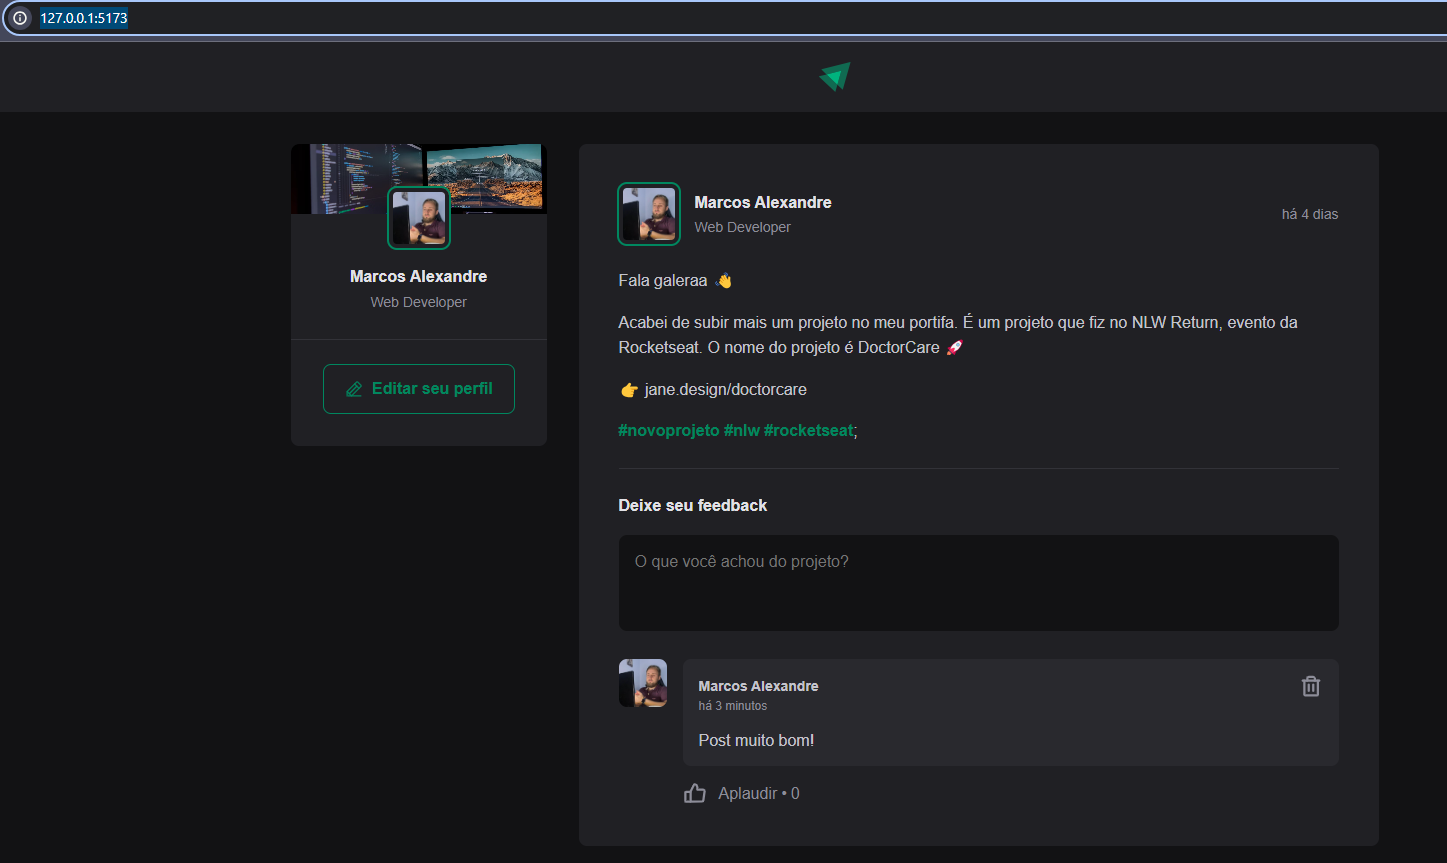 127.0.0.1:5173
Marcos Alexandre
Web Developer
Editar seu perfil
Marcos Alexandre
Web Developer
há 4 dias
Fala galeraa 👋
Acabei de subir mais um projeto no meu portifa. É um projeto que fiz no NLW Return, evento da
Rocketseat. O nome do projeto é DoctorCare 🚀
👉 jane.design/doctorcare
#novoprojeto #nlw #rocketseat;
Deixe seu feedback
O que você achou do projeto?
Marcos Alexandre
há 3 minutos
Post muito bom!
Aplaudir • 0